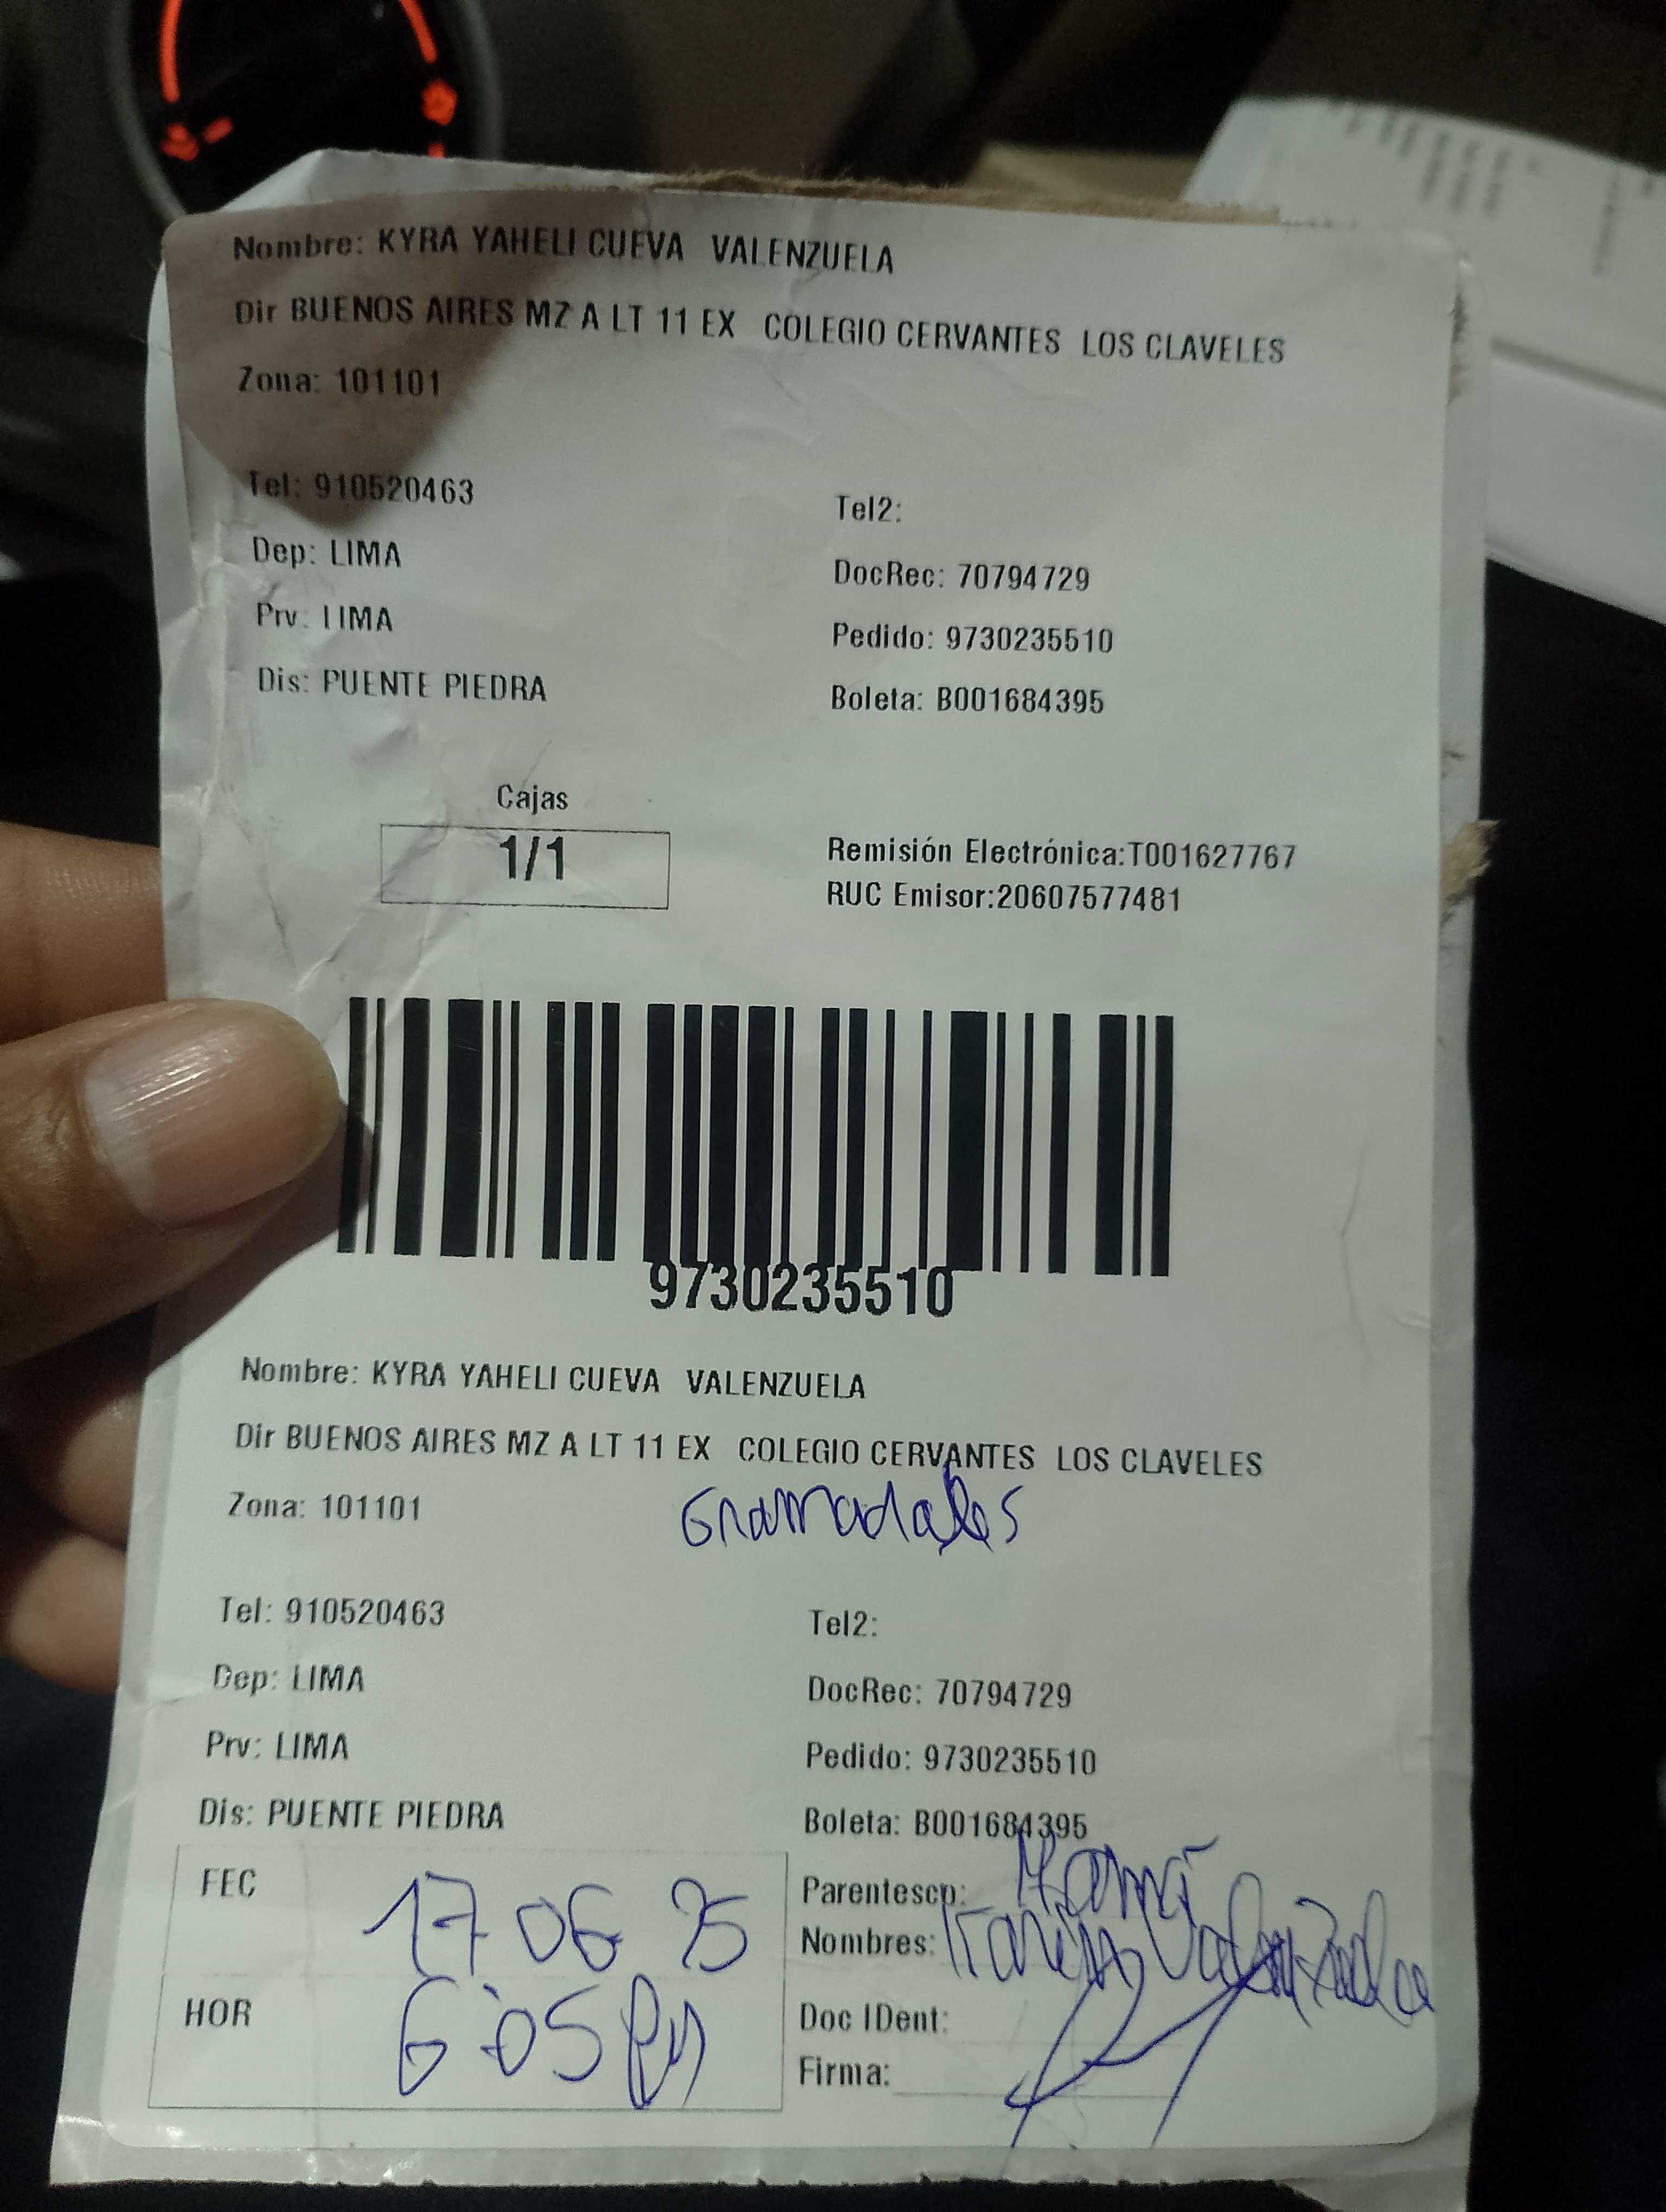 Nombre: KYRA YAHELI CUEVA VALENZUELA
Dir BUENOS AIRES MZ A LT 11 EX COLEGIO CERVANTES LOS CLAVELES
Zona: 101101
Tel: 910520463
Tel2:
Dep: LIMA
DocRec: 70794729
Prv: LIMA
Pedido: 9730235510
Dis: PUENTE PIEDRA
Boleta: B001684395
Cajas
1/1
Remisión Electrónica:T001627767
RUC Emisor:20607577481
9730235510
Nombre: KYRA YAHELI CUEVA VALENZUELA
Dir BUENOS AIRES MZ A LT 11 EX COLEGIO CERVANTES LOS CLAVELES
Zona: 101101
Gramadales
Tel: 910520463
Tel2:
Dep: LIMA
DocRec: 70794729
Prv: LIMA
Pedido: 9730235510
Dis: PUENTE PIEDRA
Boleta: B001684395
FEC 17 06 25
Parentesco: Mamá
Nombres: Karim Valenzuela
HOR 6:05 PM
Doc IDent:
Firma: